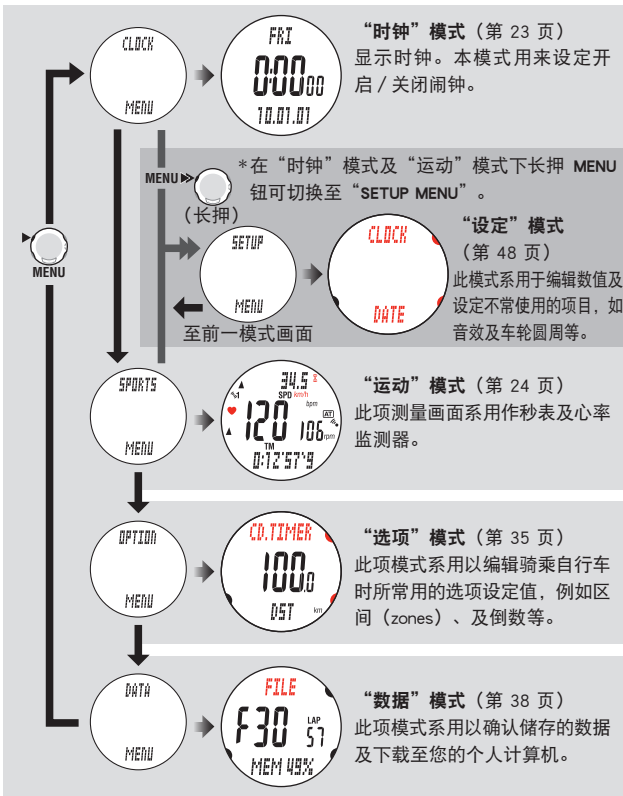 CLOCK
MENU
FRI
0:00 00
10.01.01
“时钟”模式（第 23 页）
显示时钟。本模式用来设定开
启 / 关闭闹钟。
MENU
（长押）
*在“时钟”模式及“运动”模式下长押 MENU
钮可切换至“SETUP MENU”。
SETUP
MENU
至前一模式画面
CLOCK
DATE
“设定”模式
（第 48 页）
此模式系用于编辑数值及
设定不常使用的项目，如
音效及车轮圆周等。
MENU
SPORTS
MENU
34.5
SPD km/h
%1
bpm
120
AT
106 rpm
TM
0:12'57"9
“运动”模式（第 24 页）
此项测量画面系用作秒表及心率
监测器。
OPTION
MENU
CD.TIMER
100.0
DST km
“选项”模式（第 35 页）
此项模式系用以编辑骑乘自行车
时所常用的选项设定值，例如区
间（zones）、及倒数等。
DATA
MENU
FILE
F30 LAP 57
MEM 49%
“数据”模式（第 38 页）
此项模式系用以确认储存的数据
及下载至您的个人计算机。